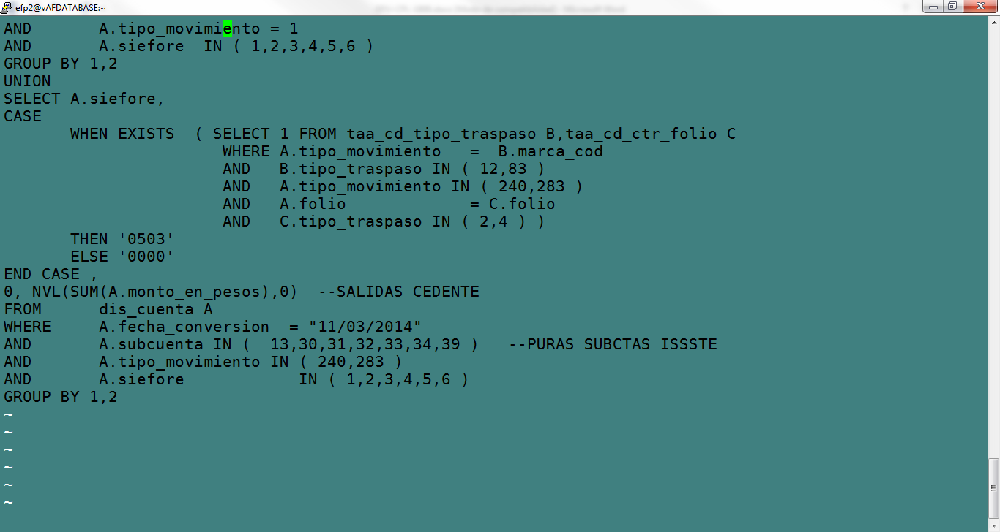 efp2@vAFDATABASE:~
AND       A.tipo_movimiento = 1
AND       A.siefore  IN ( 1,2,3,4,5,6 )
GROUP BY 1,2
UNION
SELECT A.siefore,
CASE
       WHEN EXISTS  ( SELECT 1 FROM taa_cd_tipo_traspaso B,taa_cd_ctr_folio C
                       WHERE A.tipo_movimiento   =  B.marca_cod
                       AND   B.tipo_traspaso IN ( 12,83 )
                       AND   A.tipo_movimiento IN ( 240,283 )
                       AND   A.folio             = C.folio
                       AND   C.tipo_traspaso IN ( 2,4 ) )
       THEN '0503'
       ELSE '0000'
END CASE ,
0, NVL(SUM(A.monto_en_pesos),0)  --SALIDAS CEDENTE
FROM      dis_cuenta A
WHERE     A.fecha_conversion  = "11/03/2014"
AND       A.subcuenta IN (  13,30,31,32,33,34,39 )   --PURAS SUBCTAS ISSSTE
AND       A.tipo_movimiento IN ( 240,283 )
AND       A.siefore            IN ( 1,2,3,4,5,6 )
GROUP BY 1,2
~
~
~
~
~
~